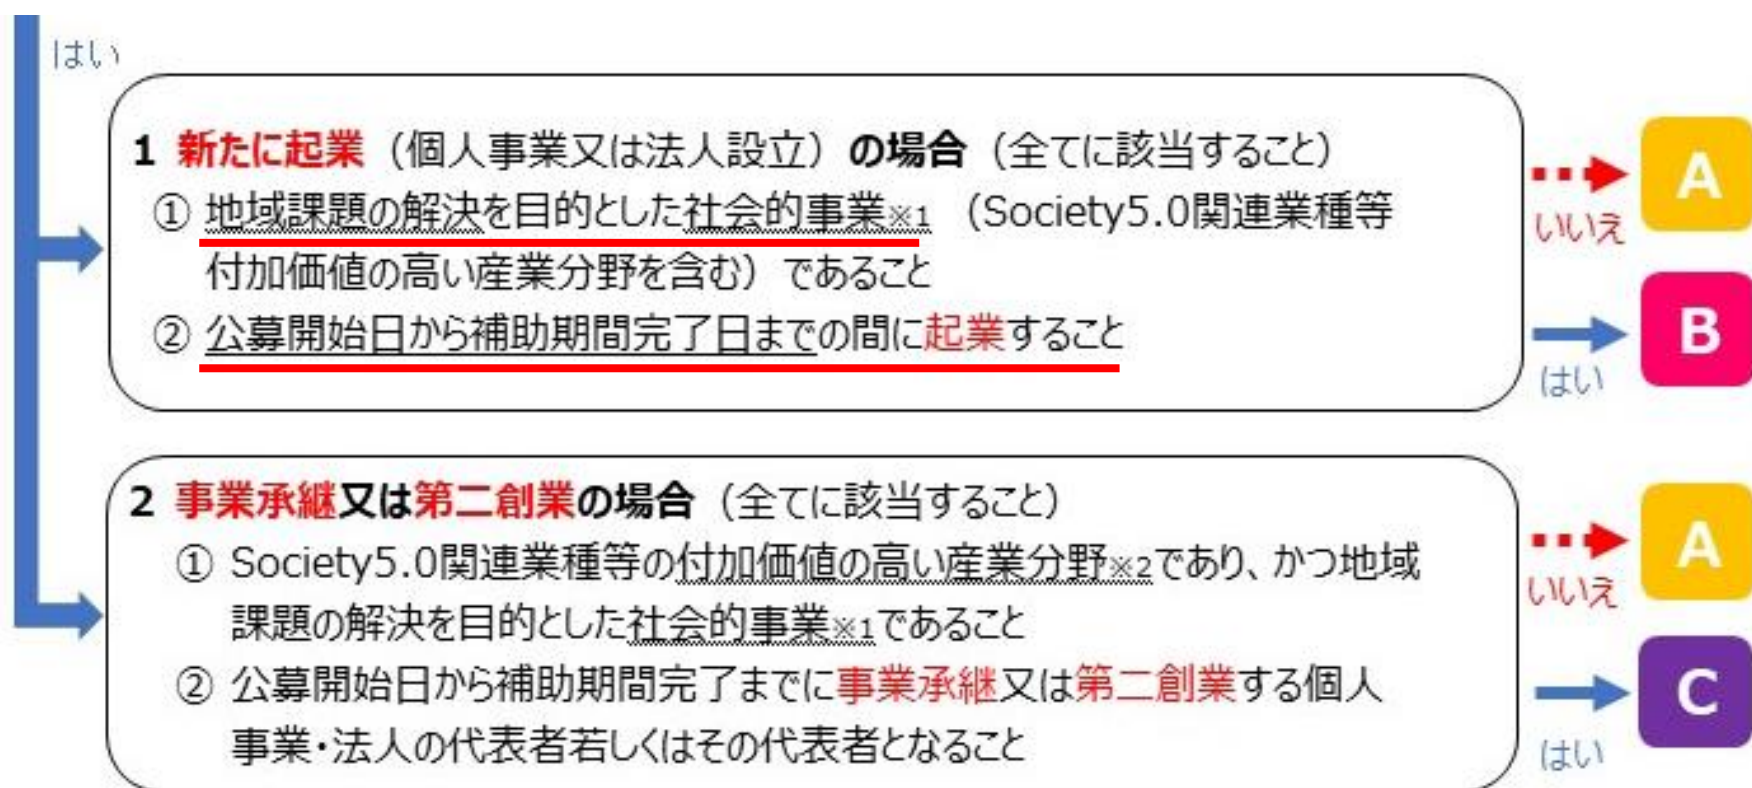 はい
1 新たに起業（個人事業又は法人設立）の場合（全てに該当すること）
① 地域課題の解決を目的とした社会的事業※1 （Society5.0関連業種等
付加価値の高い産業分野を含む）であること
② 公募開始日から補助期間完了日までの間に起業すること
A
いいえ
B
はい
2 事業承継又は第二創業の場合（全てに該当すること）
① Society5.0関連業種等の付加価値の高い産業分野※2であり、かつ地域
課題の解決を目的とした社会的事業※1であること
② 公募開始日から補助期間完了までに事業承継又は第二創業する個人
事業・法人の代表者若しくはその代表者となること
A
いいえ
C
はい